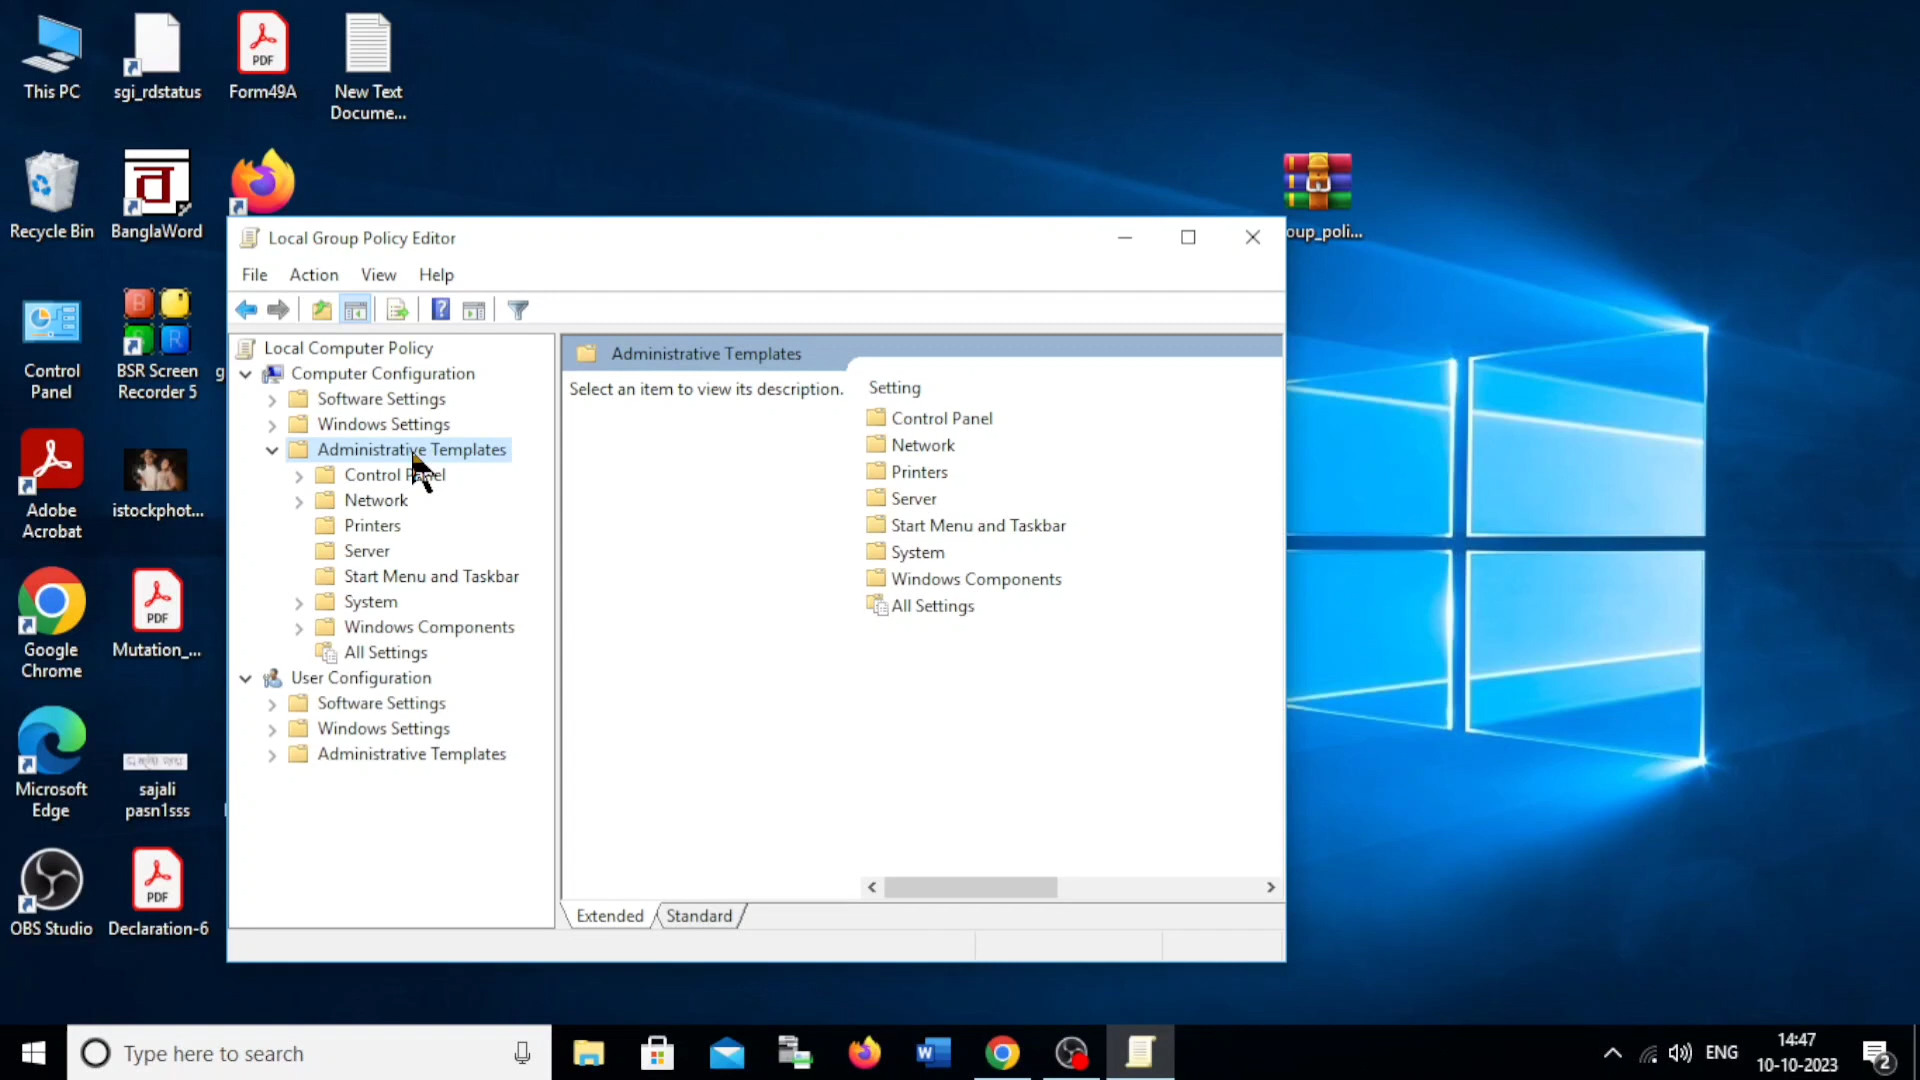 This PC
sgi_rdstatus
PDF
Form49A
New Text
Docume...
Recycle Bin
BanglaWord
oup_poli...
Control
Panel
B
R
BSR Screen
Recorder 5
g
Adobe
Acrobat
istockphot...
Google
Chrome
PDF
Mutation_...
Microsoft
Edge
sajali
pasn1sss
OBS Studio
PDF
Declaration-6
Local Group Policy Editor
File Action View Help
Local Computer Policy
Computer Configuration
Software Settings
Windows Settings
Administrative Templates
Control Panel
Network
Printers
Server
Start Menu and Taskbar
System
Windows Components
All Settings
User Configuration
Software Settings
Windows Settings
Administrative Templates
Administrative Templates
Select an item to view its description.
Setting
Control Panel
Network
Printers
Server
Start Menu and Taskbar
System
Windows Components
All Settings
Extended Standard
Type here to search
ENG
14:47
10-10-2023
2